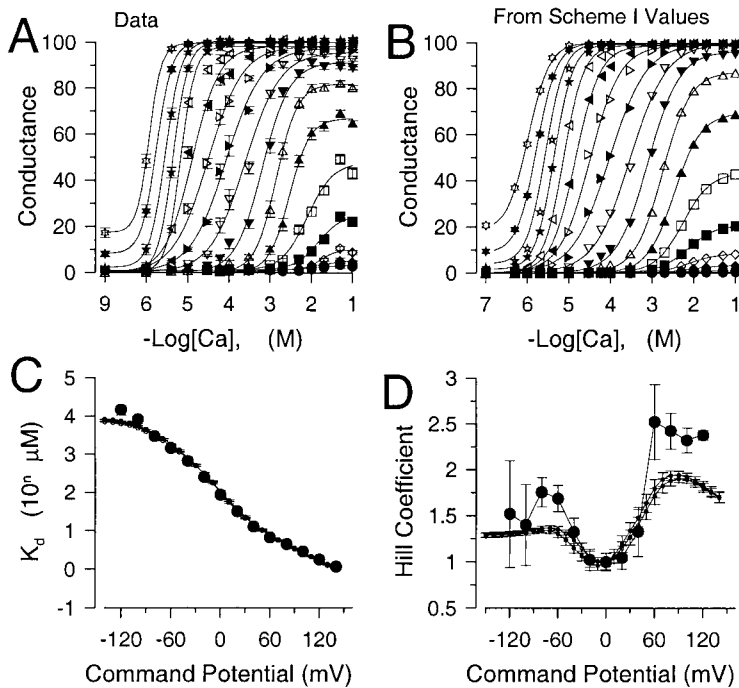 A
Data
Conductance
100
80
60
40
20
0
9 6 5 4 3 2 1
-Log[Ca], (M)
B
From Scheme I Values
Conductance
100
80
60
40
20
0
7 6 5 4 3 2 1
-Log[Ca], (M)
C
K_d (10ⁿ μM)
5
4
3
2
1
0
-1
-120 -60 0 60 120
Command Potential (mV)
D
Hill Coefficient
3
2.5
2
1.5
1
0.5
-120 -60 0 60 120
Command Potential (mV)